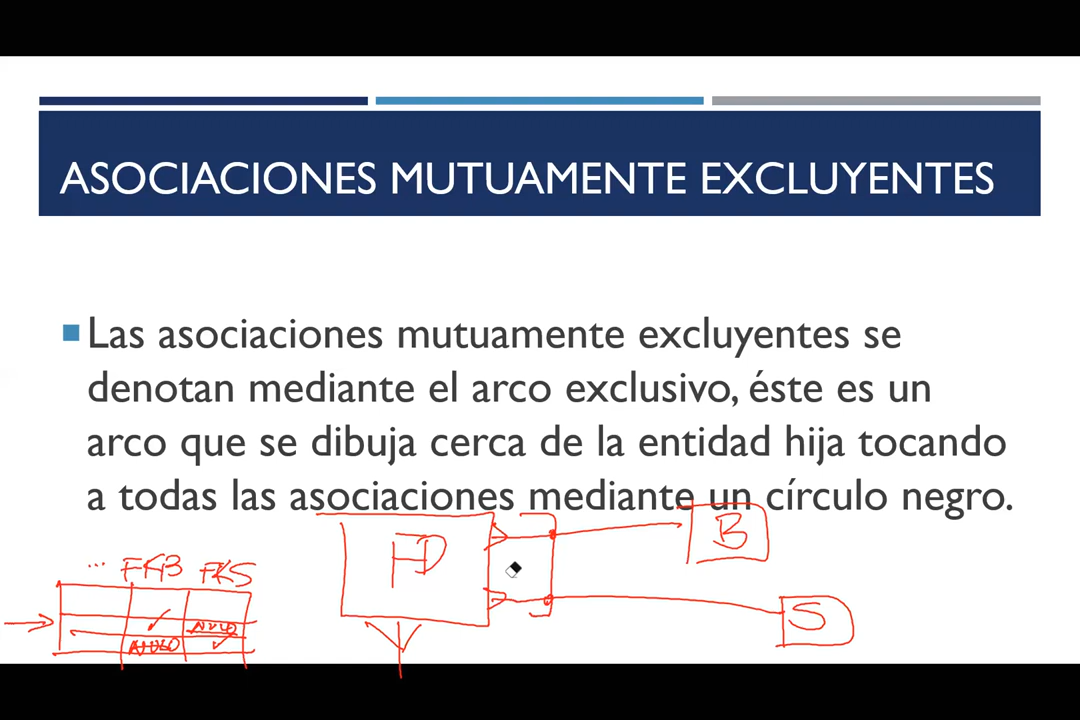 ASOCIACIONES MUTUAMENTE EXCLUYENTES
Las asociaciones mutuamente excluyentes se
denotan mediante el arco exclusivo, éste es un
arco que se dibuja cerca de la entidad hija tocando
a todas las asociaciones mediante un círculo negro.
B
... FKB FKS
S
NULO
NULO